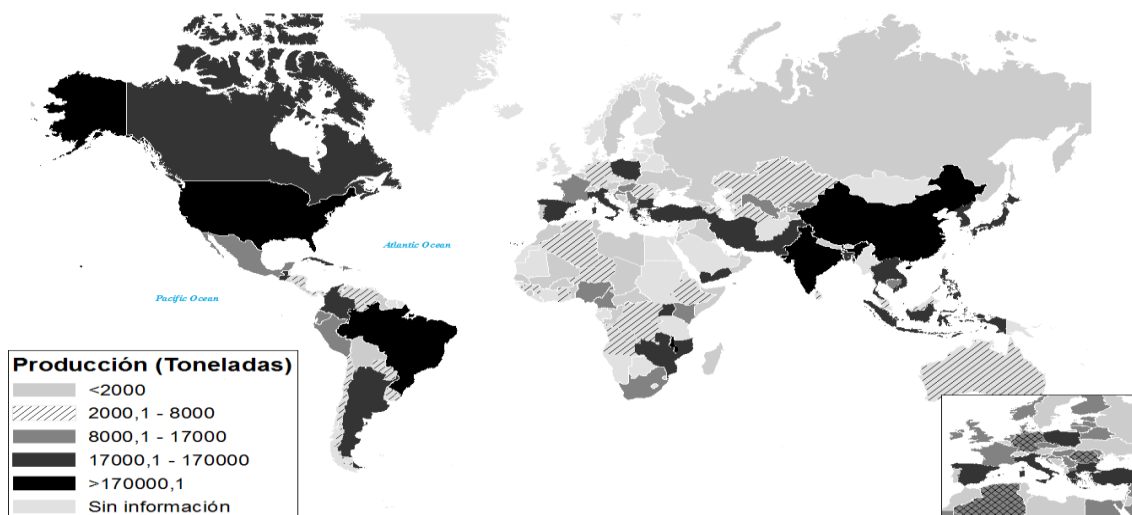 Atlantic Ocean
Pacific Ocean
Producción (Toneladas)
<2000
2000,1 - 8000
8000,1 - 17000
17000,1 - 170000
>170000,1
Sin información